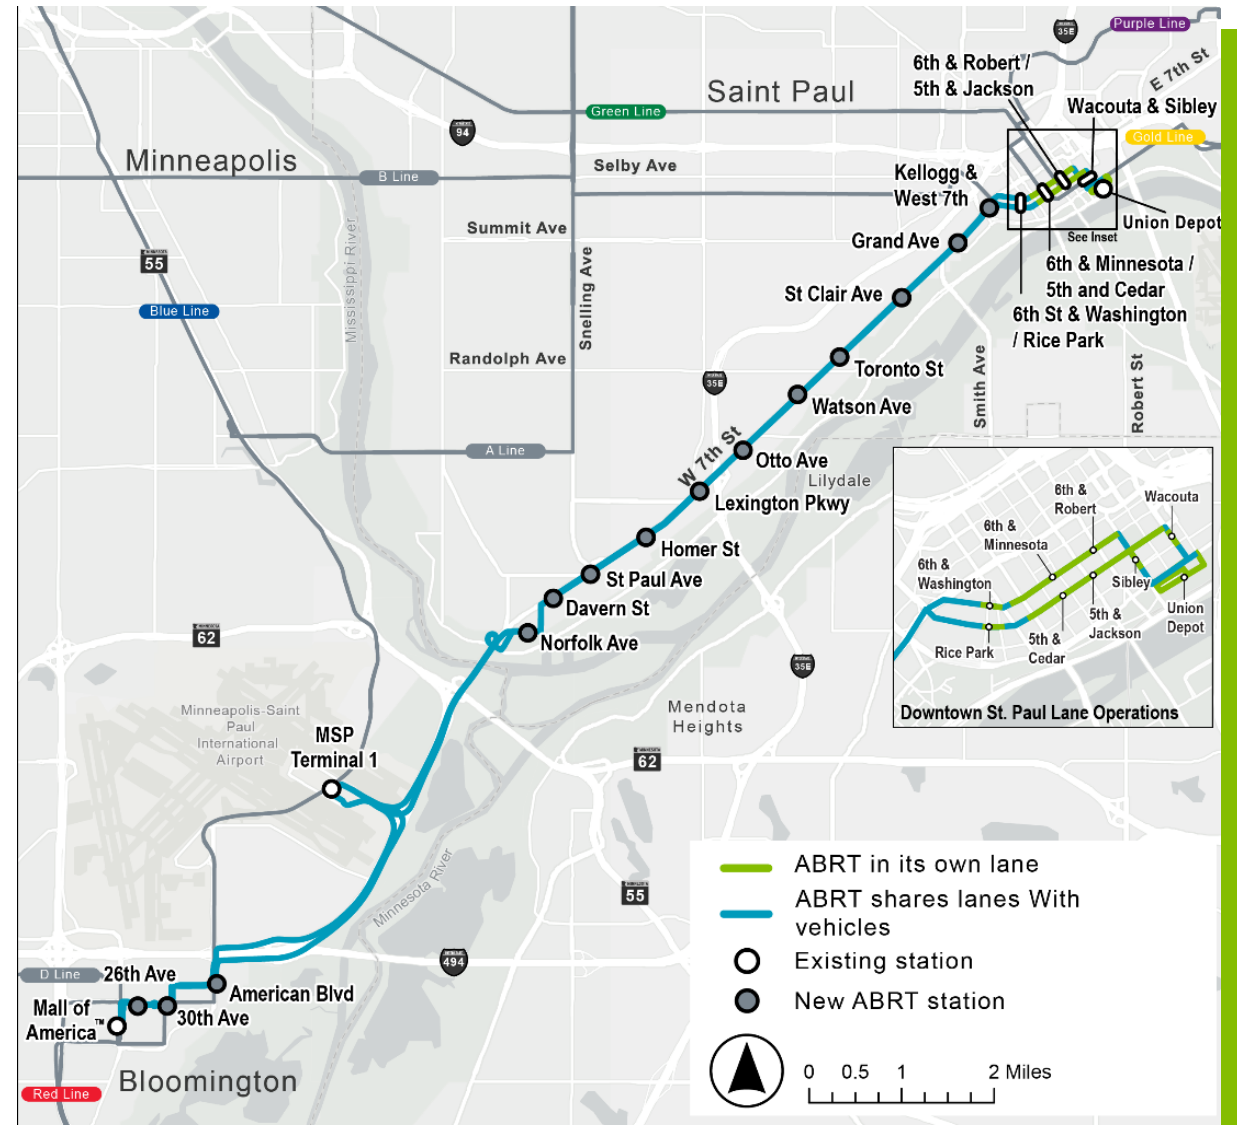 Purple Line
35E
6th & Robert /
5th & Jackson
E 7th St
Saint Paul
Wacouta & Sibley
Green Line
94
Gold Line
Minneapolis
Selby Ave
B Line
Kellogg &
West 7th
Summit Ave
Union Depot
Grand Ave
See Inset
Mississippi River
55
Snelling Ave
6th & Minnesota /
5th and Cedar
St Clair Ave
6th St & Washington
/ Rice Park
Blue Line
Randolph Ave
Smith Ave
Robert St
Toronto St
35E
Watson Ave
W 7th St
A Line
Otto Ave
Lilydale
Lexington Pkwy
Homer St
St Paul Ave
Davern St
Norfolk Ave
62
6th &
Robert
Wacouta
6th &
Minnesota
6th &
Washington
Sibley
Union
Depot
5th &
Jackson
5th &
Cedar
Rice Park
Downtown St. Paul Lane Operations
35E
Mendota
Heights
Minneapolis-Saint
Paul
International
Airport
MSP
Terminal 1
62
Minnesota River
55
494
D Line
26th Ave
American Blvd
Mall of
America™
30th Ave
Bloomington
Red Line
ABRT in its own lane
ABRT shares lanes With
vehicles
Existing station
New ABRT station
0 0.5 1 2 Miles